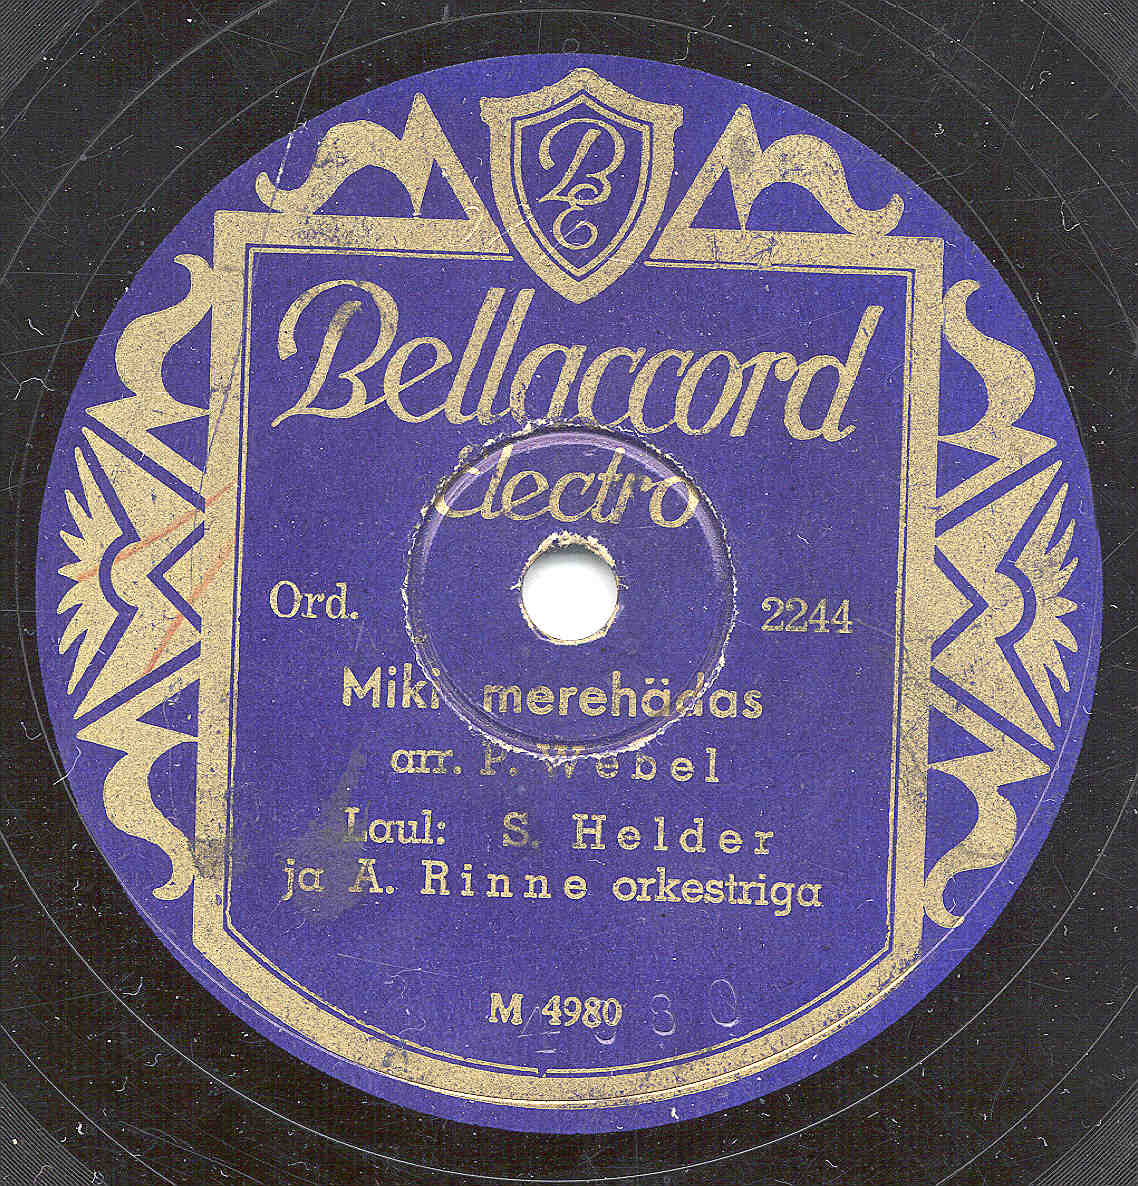 BE
Bellaccord
Electro
Ord. 2244
Miki merehädas
arr. P. Webel
Laul: S. Helder
ja A. Rinne orkestriga
M 4980